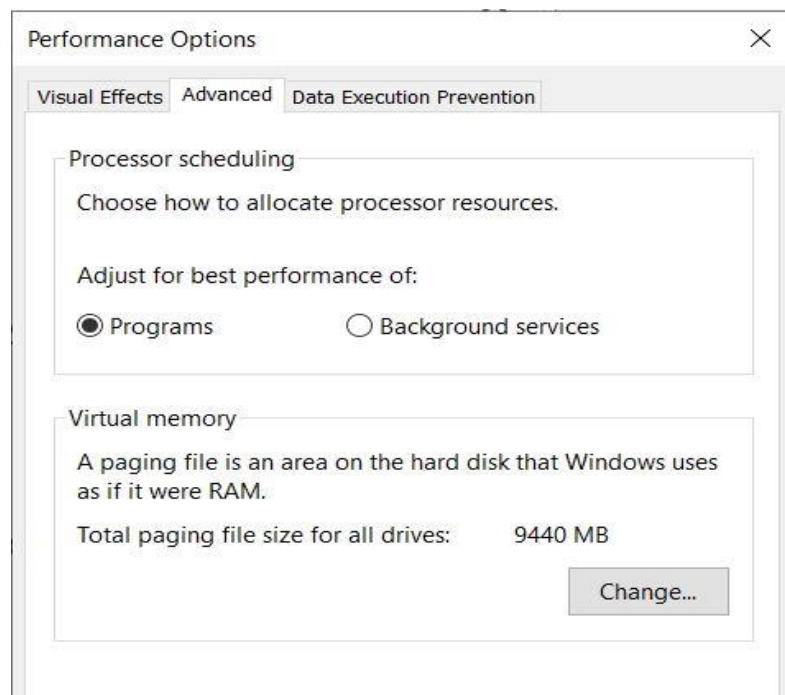 Performance Options
Visual Effects Advanced Data Execution Prevention
Processor scheduling
Choose how to allocate processor resources.
Adjust for best performance of:
Programs Background services
Virtual memory
A paging file is an area on the hard disk that Windows uses
as if it were RAM.
Total paging file size for all drives: 9440 MB
Change...